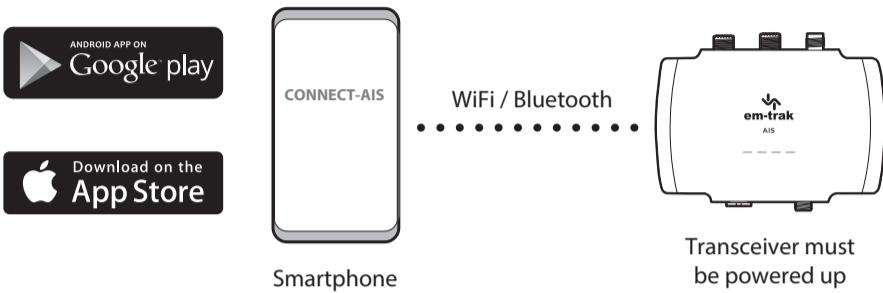 ANDROID APP ON
Google play
Download on the
App Store
CONNECT-AIS
Smartphone
WiFi / Bluetooth
em-trak
AIS
Transceiver must
be powered up